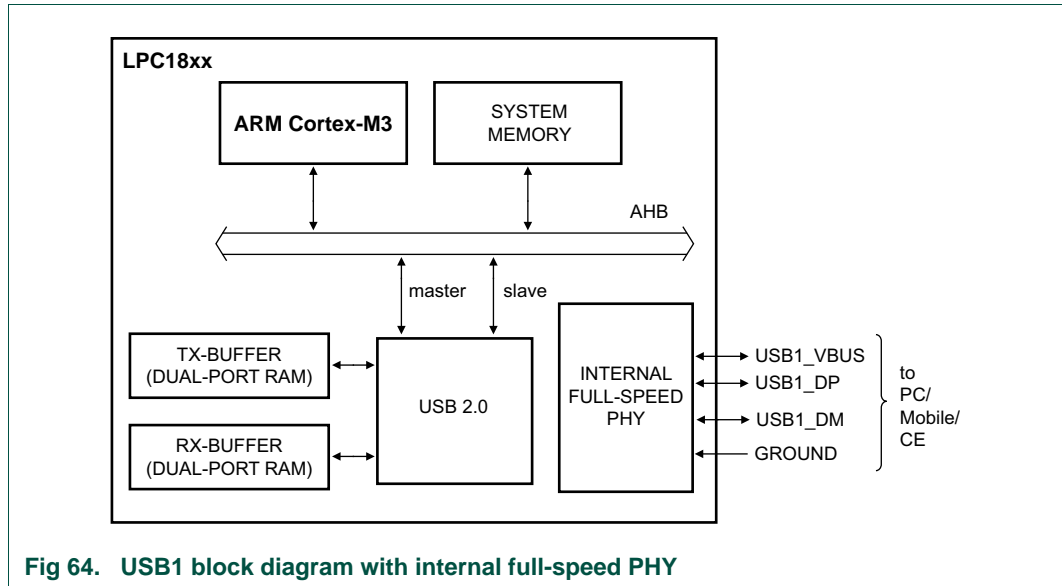 LPC18xx
ARM Cortex-M3
SYSTEM
MEMORY
AHB
master
slave
TX-BUFFER
(DUAL-PORT RAM)
RX-BUFFER
(DUAL-PORT RAM)
USB 2.0
INTERNAL
FULL-SPEED
PHY
USB1_VBUS
USB1_DP
USB1_DM
GROUND
to
PC/
Mobile/
CE
Fig 64. USB1 block diagram with internal full-speed PHY